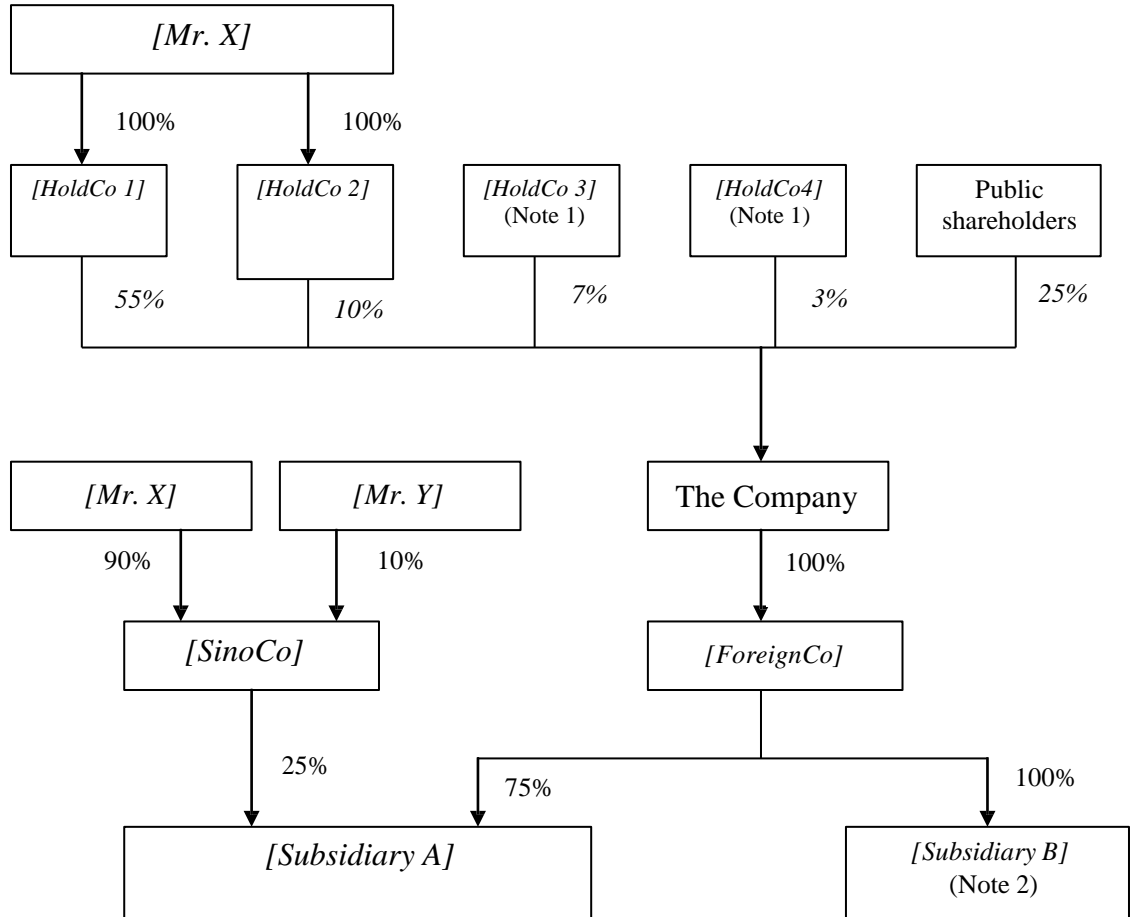 [Mr. X]
100%
100%
[HoldCo 1]
[HoldCo 2]
[HoldCo 3]
(Note 1)
[HoldCo4]
(Note 1)
Public
shareholders
55%
10%
7%
3%
25%
[Mr. X]
[Mr. Y]
The Company
90%
10%
100%
[SinoCo]
[ForeignCo]
25%
75%
100%
[Subsidiary A]
[Subsidiary B]
(Note 2)